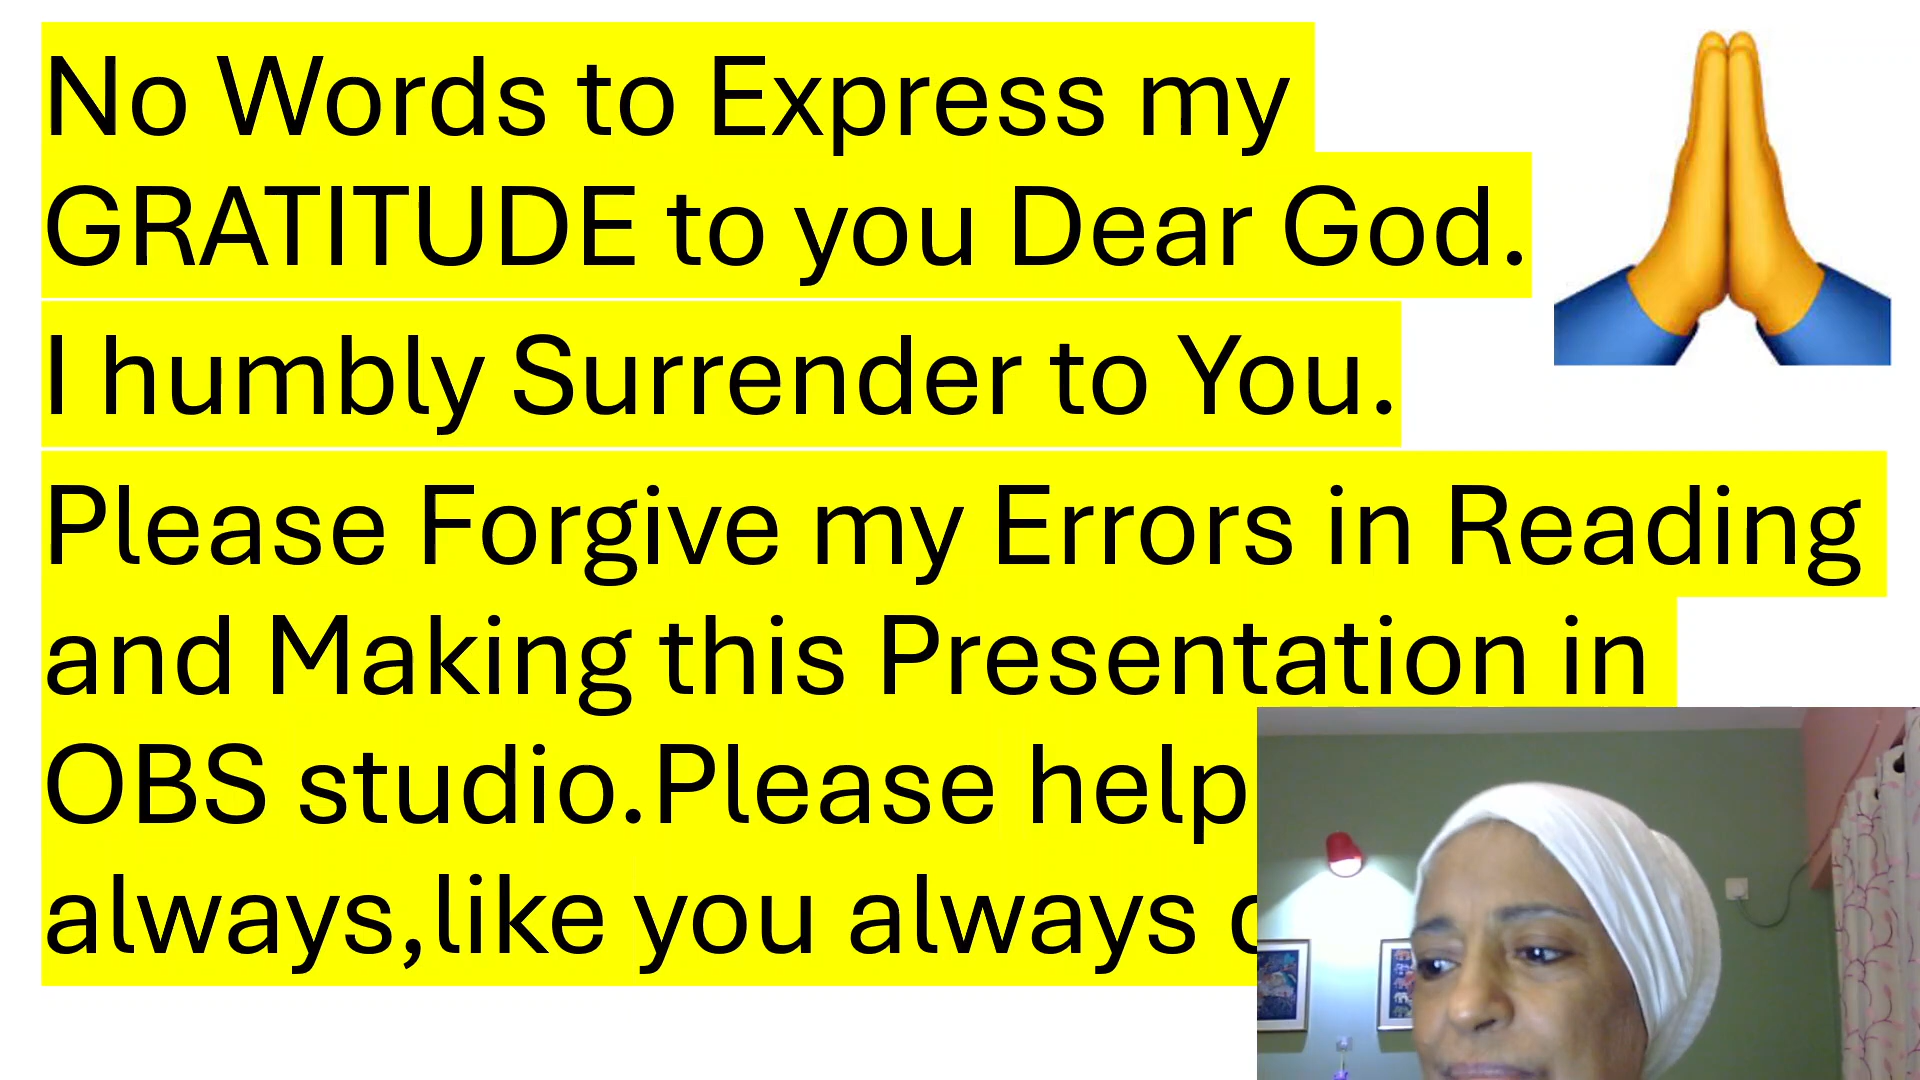 No Words to Express my
GRATITUDE to you Dear God.
I humbly Surrender to You.
Please Forgive my Errors in Reading
and Making this Presentation in
OBS studio.Please help
always,like you always